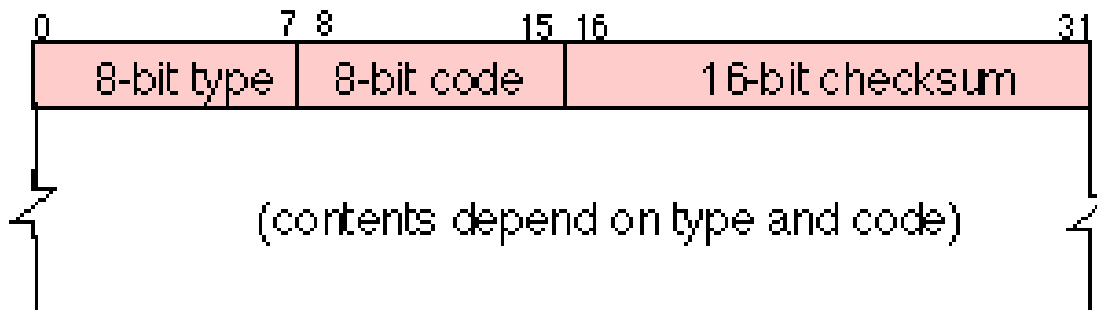 0 7 8 15 16 31
8-bit type 8-bit code 16-bit checksum
(contents depend on type and code)